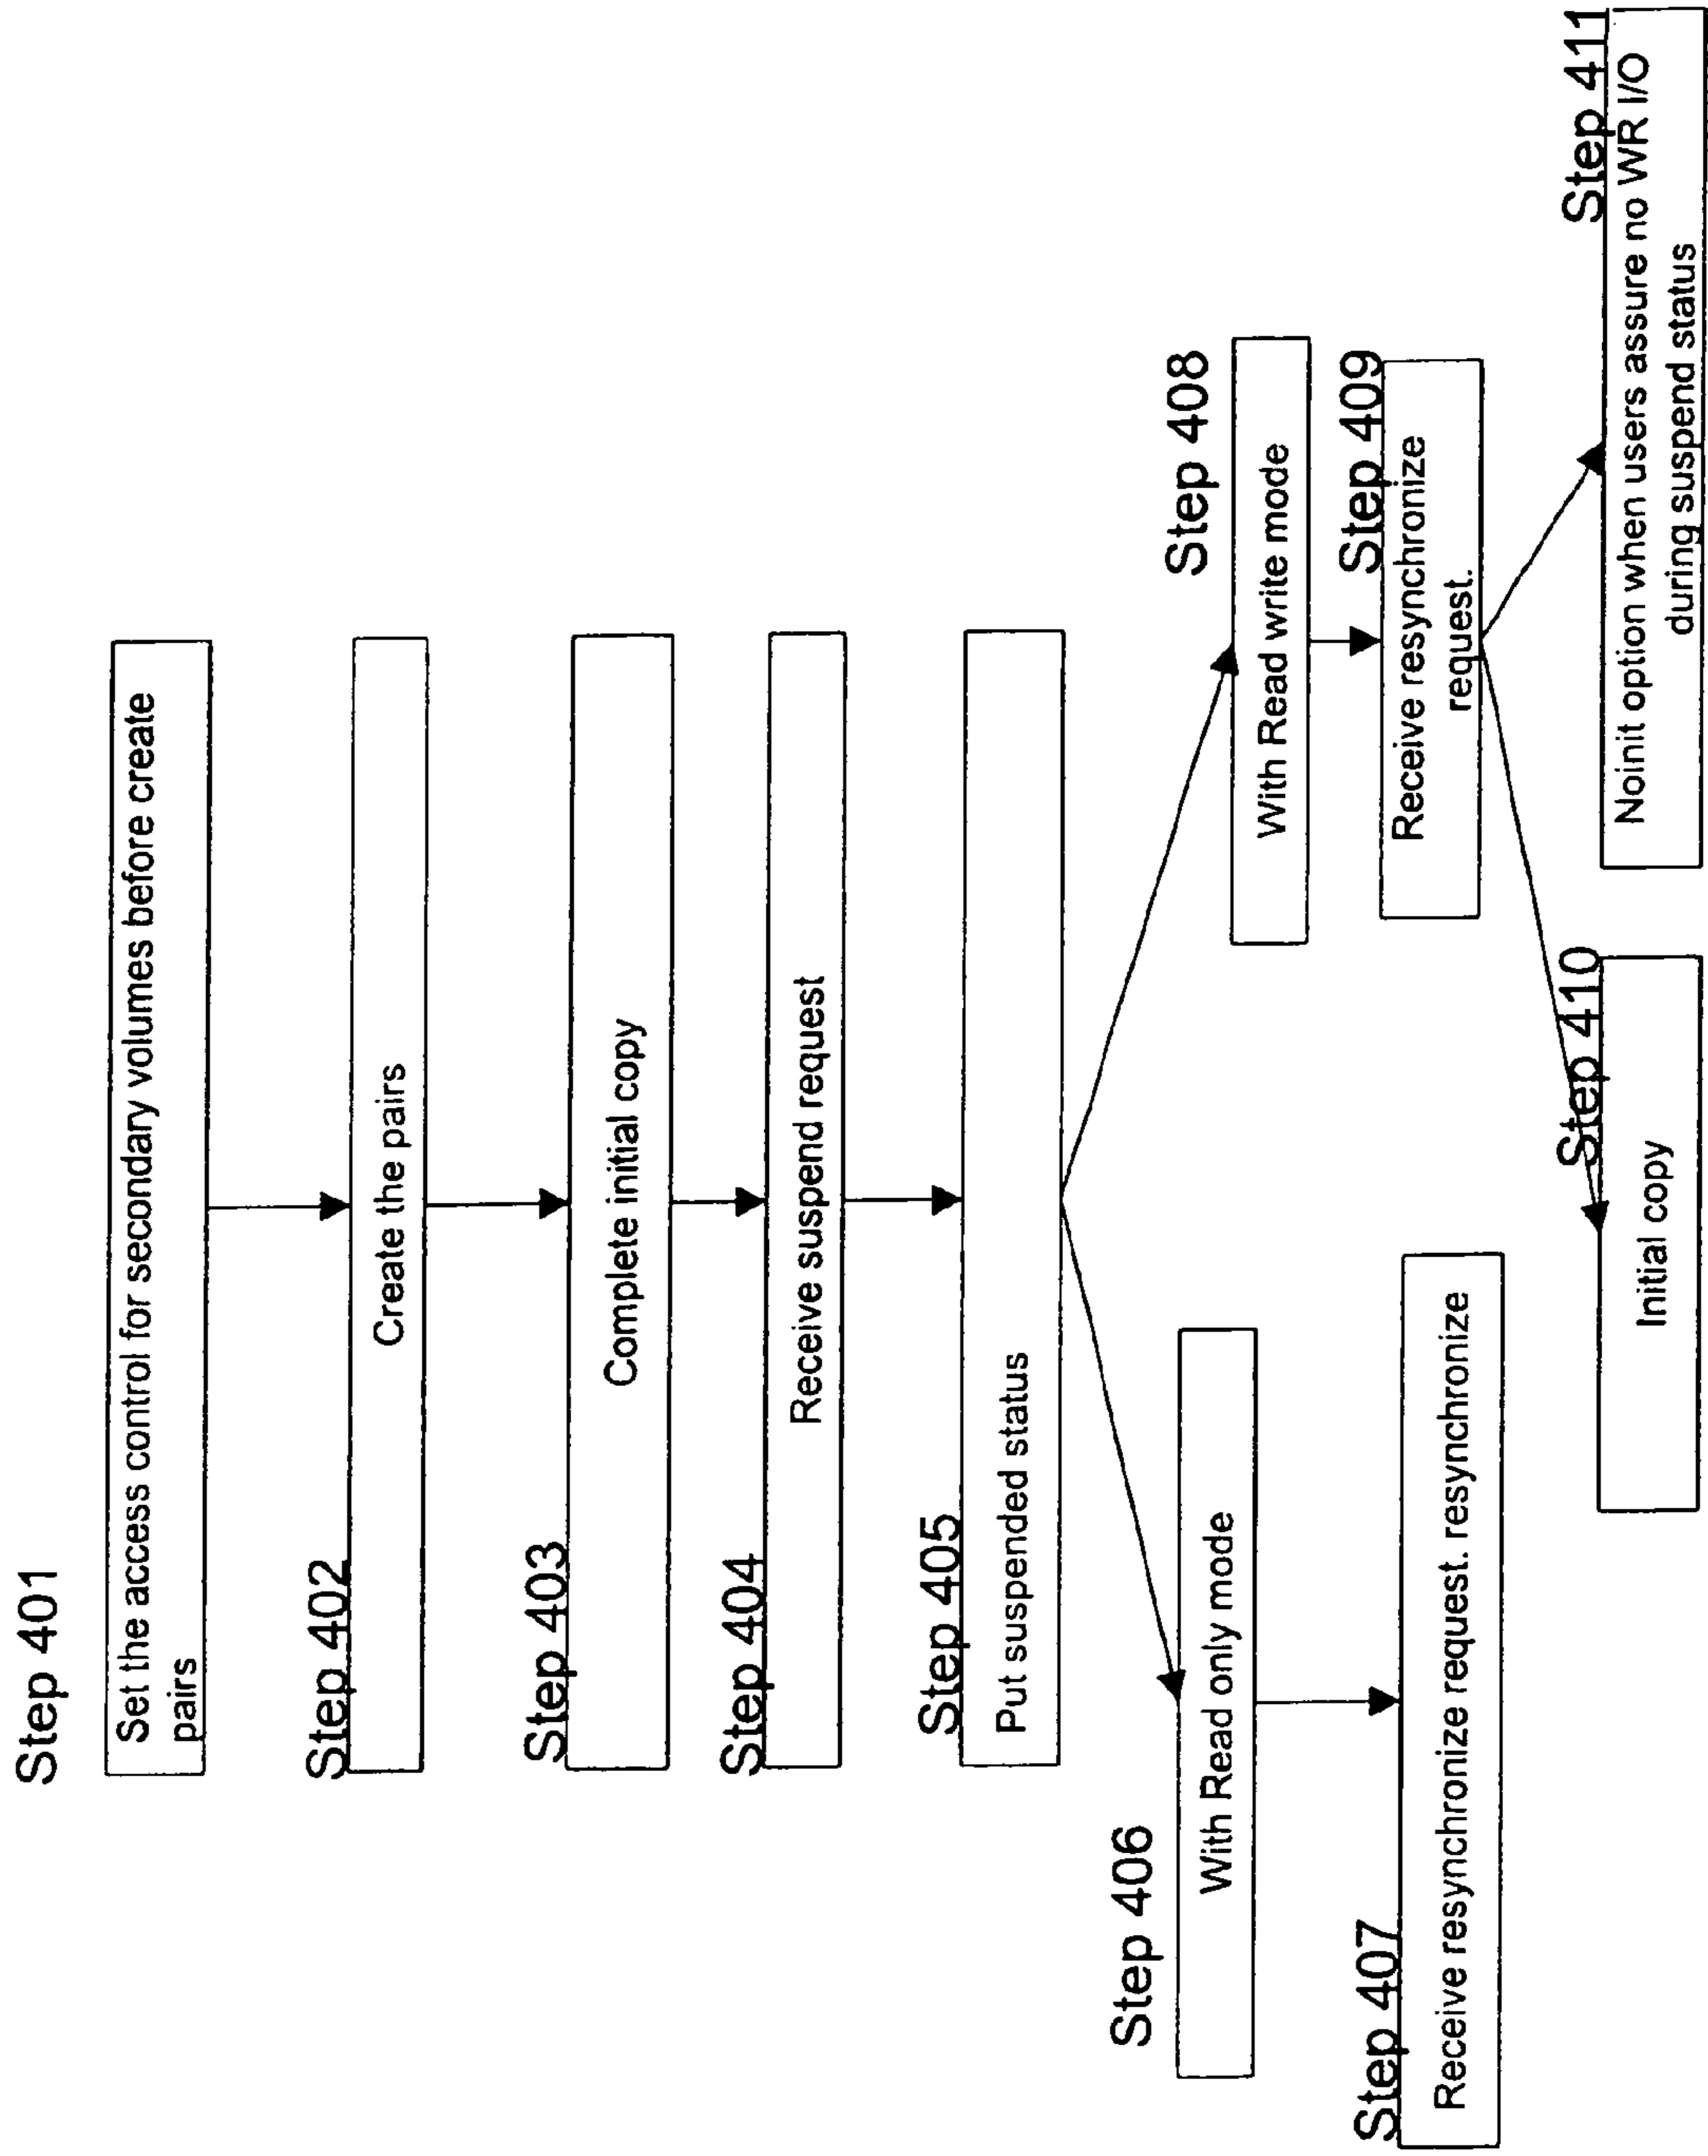 Step 401
Set the access control for secondary volumes before create
pairs
Step 402
Create the pairs
Step 403
Complete initial copy
Step 404
Receive suspend request
Step 405
Put suspended status
Step 406
With Read only mode
Step 407
Receive resynchronize request. resynchronize
Step 408
With Read write mode
Step 409
Receive resynchronize
request.
Step 410
Initial copy
Step 411
Noinit option when users assure no WR I/O
during suspend status